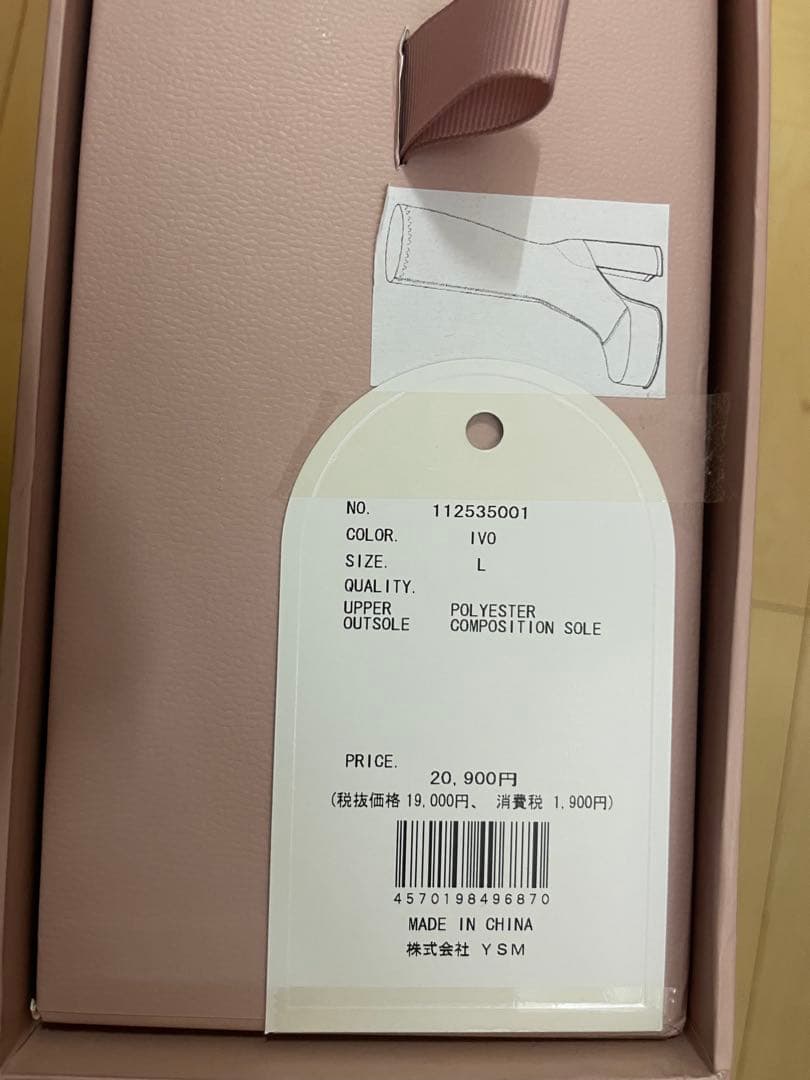 NO. 112535001
COLOR. IVO
SIZE. L
QUALITY.
UPPER POLYESTER
OUTSOLE COMPOSITION SOLE
PRICE.
20,900円
(税抜価格 19,000円、 消費税 1,900円)
4570198496870
MADE IN CHINA
株式会社 YSM